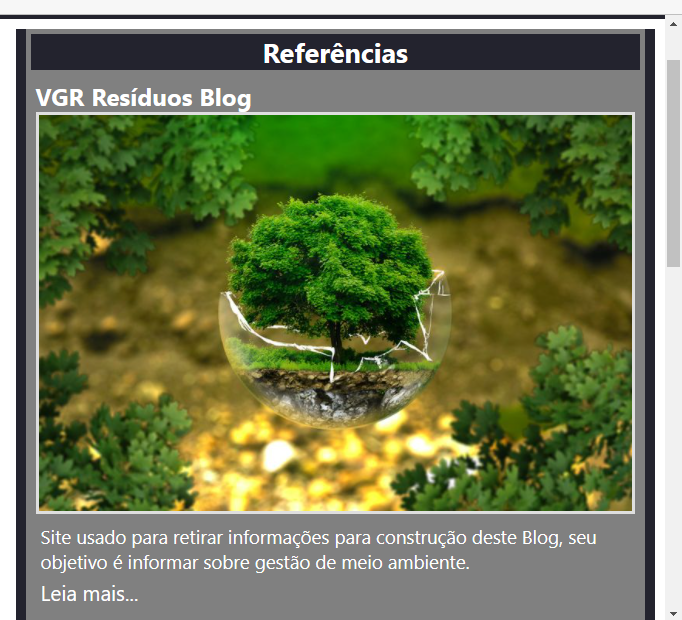 Referências
VGR Resíduos Blog
Site usado para retirar informações para construção deste Blog, seu
objetivo é informar sobre gestão de meio ambiente.
Leia mais...